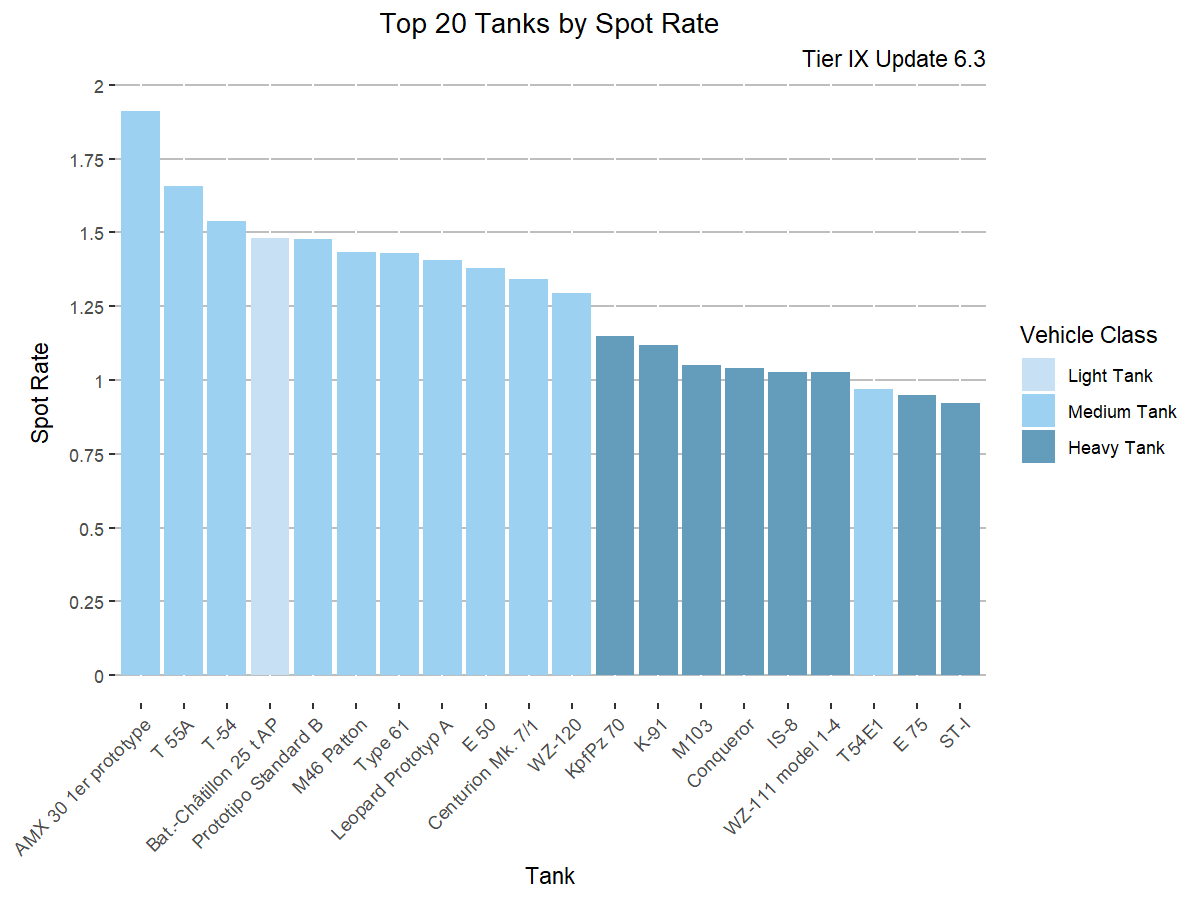 Top 20 Tanks by Spot Rate
Tier IX Update 6.3
2
1.75
1.5
1.25
1
0.75
0.5
0.25
0
Spot Rate
AMX 30 1er prototype
T 55A
T-54
Bat.-Châtillon 25 t AP
Prototipo Standard B
M46 Patton
Type 61
Leopard Prototyp A
E 50
Centurion Mk. 7/1
WZ-120
KpfPz 70
K-91
M103
Conqueror
IS-8
WZ-111 model 1-4
T54E1
E 75
ST-I
Tank
Vehicle Class
Light Tank
Medium Tank
Heavy Tank